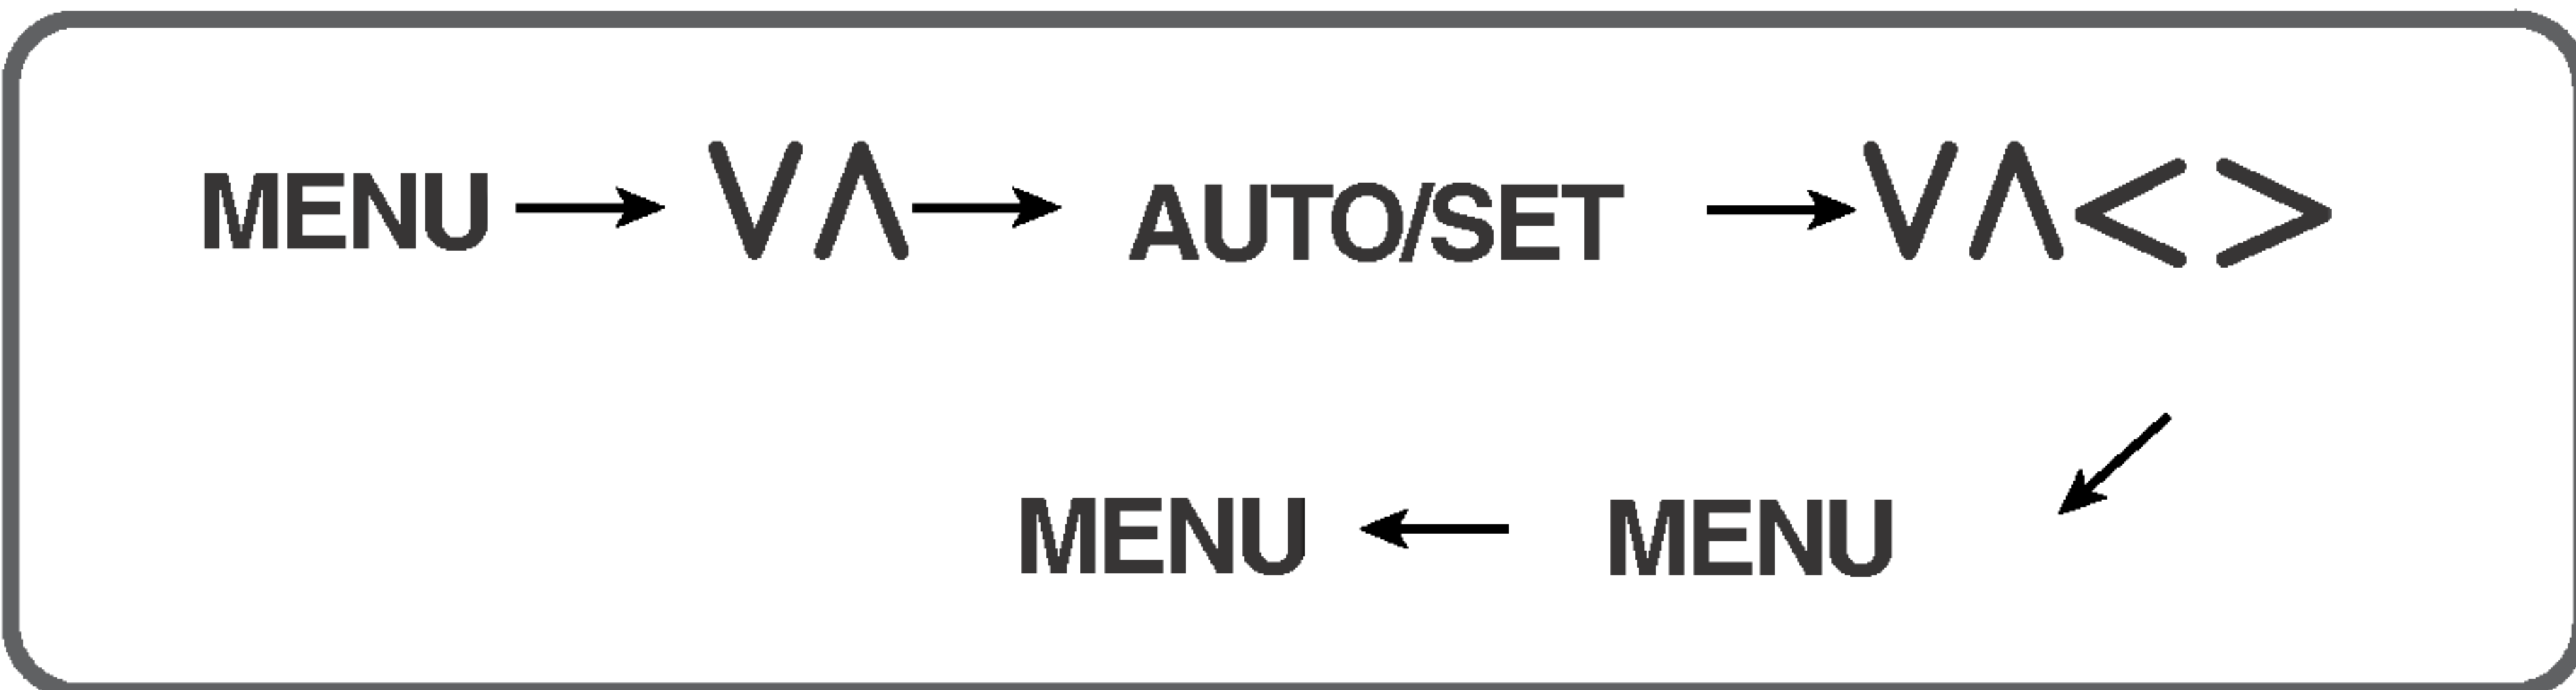 MENU → ∨ ∧ → AUTO/SET → ∨ ∧ < >
MENU ← MENU